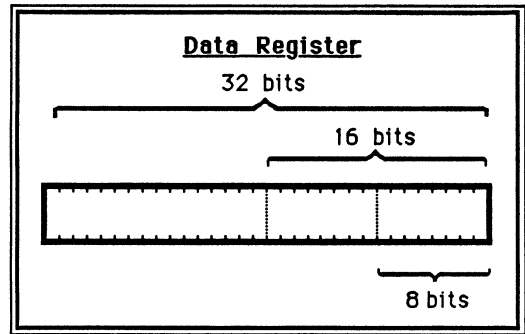 Data Register
32 bits
16 bits
8 bits